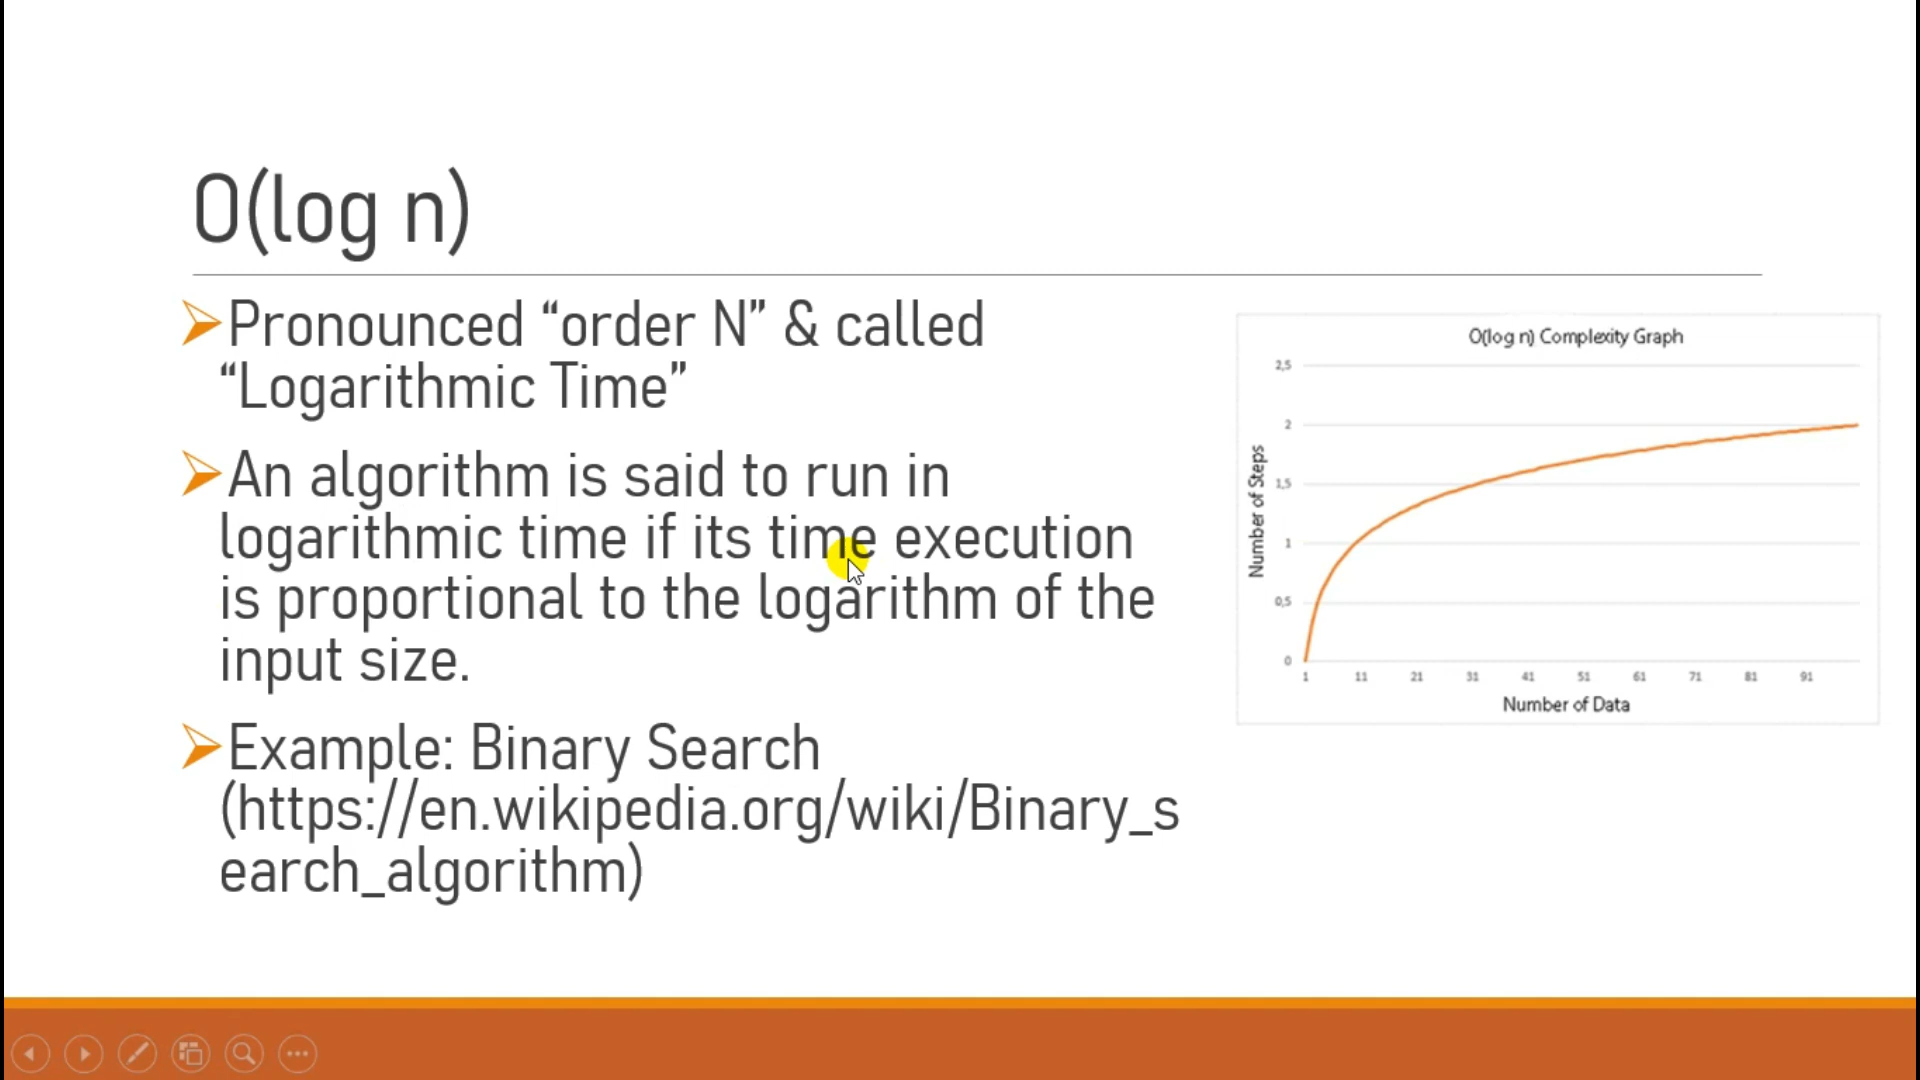 O(log n)
Pronounced “order N” & called
“Logarithmic Time”
An algorithm is said to run in
logarithmic time if its time execution
is proportional to the logarithm of the
input size.
Example: Binary Search
(https://en.wikipedia.org/wiki/Binary_s
earch_algorithm)
O(log n) Complexity Graph
Number of Steps
2,5
2
1,5
1
0,5
0
1 11 21 31 41 51 61 71 81 91
Number of Data